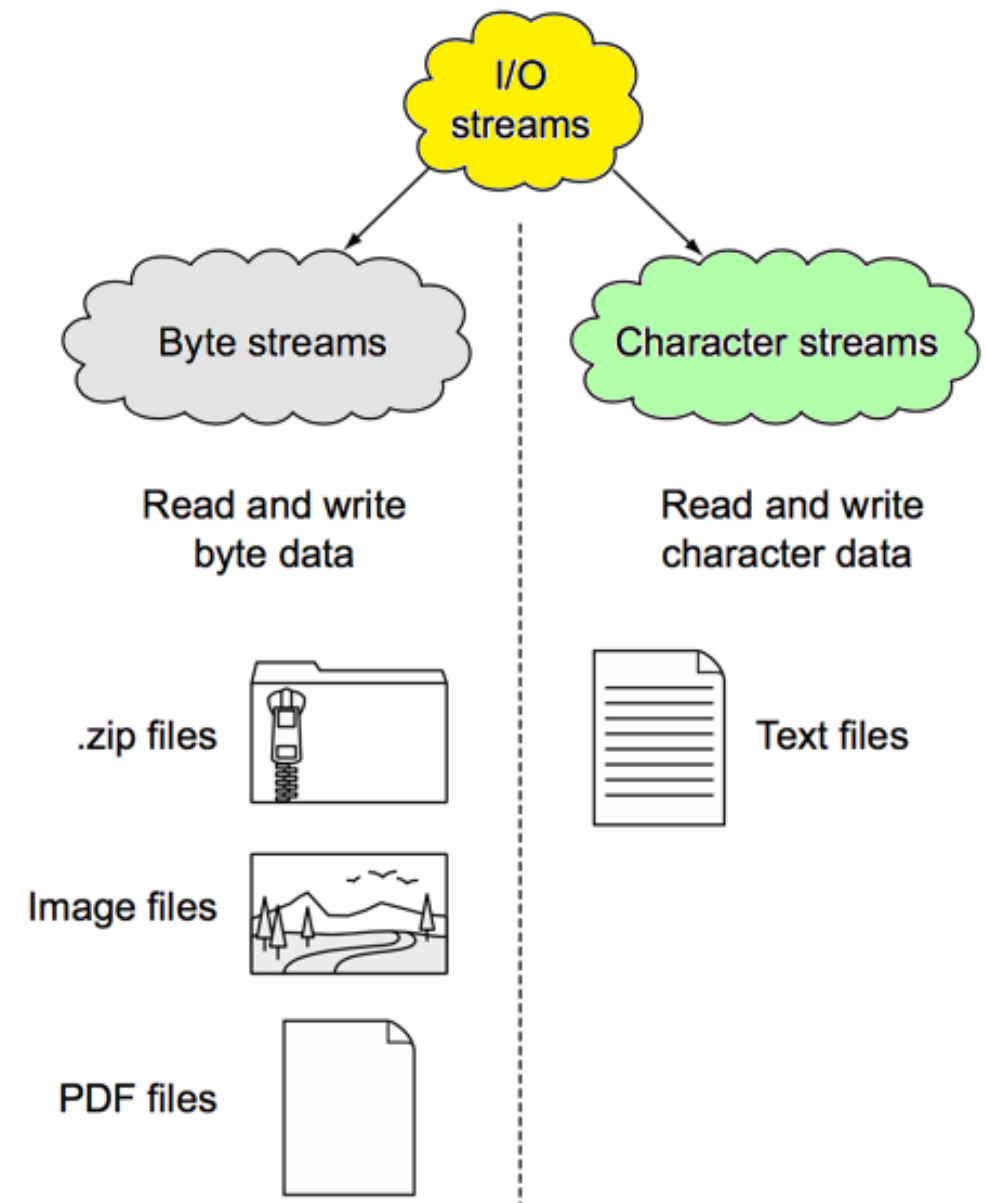 I/O
streams
Byte streams
Character streams
Read and write
byte data
Read and write
character data
.zip files
Text files
Image files
PDF files